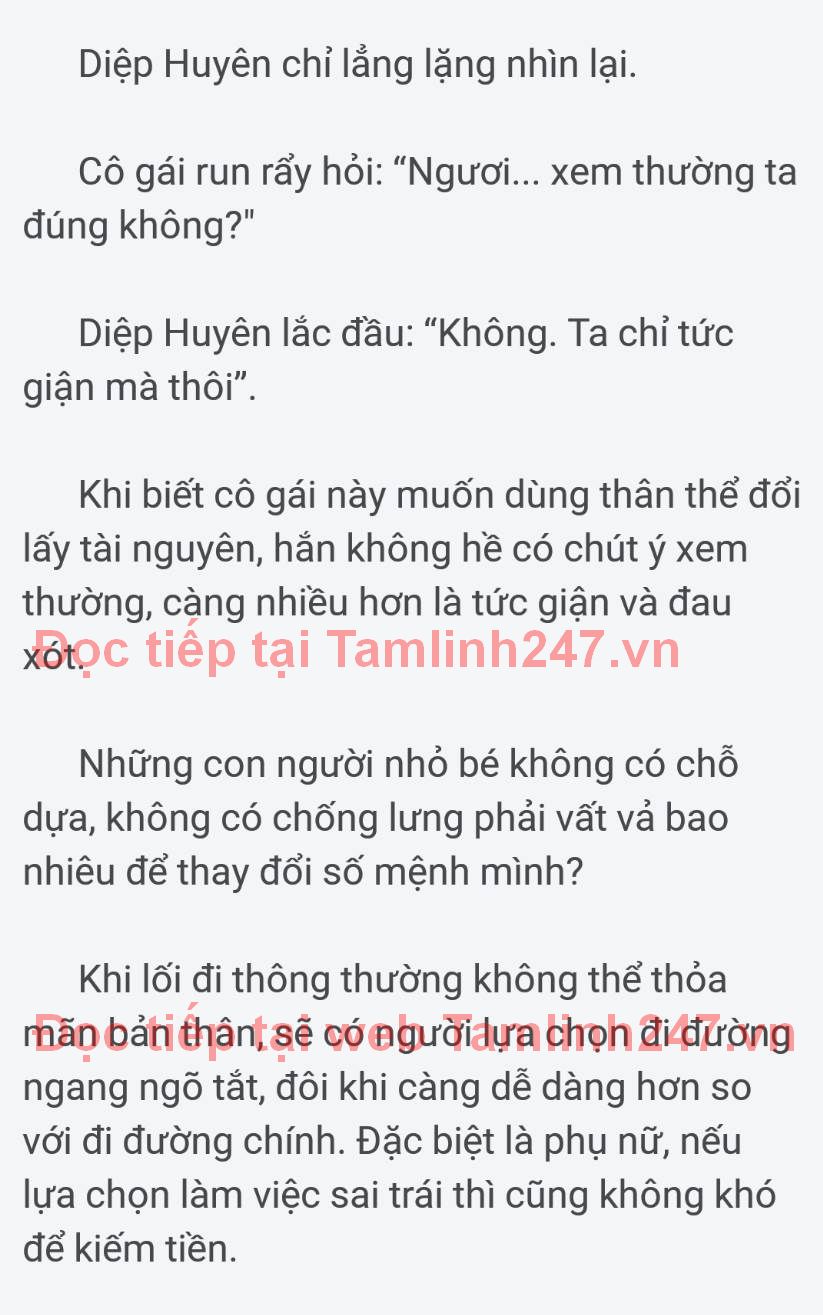 Diệp Huyên chỉ lẳng lặng nhìn lại.
Cô gái run rẩy hỏi: “Ngươi... xem thường ta
đúng không?"
Diệp Huyên lắc đầu: “Không. Ta chỉ tức
giận mà thôi”.
Khi biết cô gái này muốn dùng thân thể đổi
lấy tài nguyên, hắn không hề có chút ý xem
thường, càng nhiều hơn là tức giận và đau
xót.
Đọc tiếp tại Tamlinh247.vn
Những con người nhỏ bé không có chỗ
dựa, không có chống lưng phải vất vả bao
nhiêu để thay đổi số mệnh mình?
Khi lối đi thông thường không thể thỏa
mãn bản thân, sẽ có người lựa chọn đi đường
Đọc tiếp tại web Tamlinh247.vn
ngang ngõ tắt, đôi khi càng dễ dàng hơn so
với đi đường chính. Đặc biệt là phụ nữ, nếu
lựa chọn làm việc sai trái thì cũng không khó
để kiếm tiền.